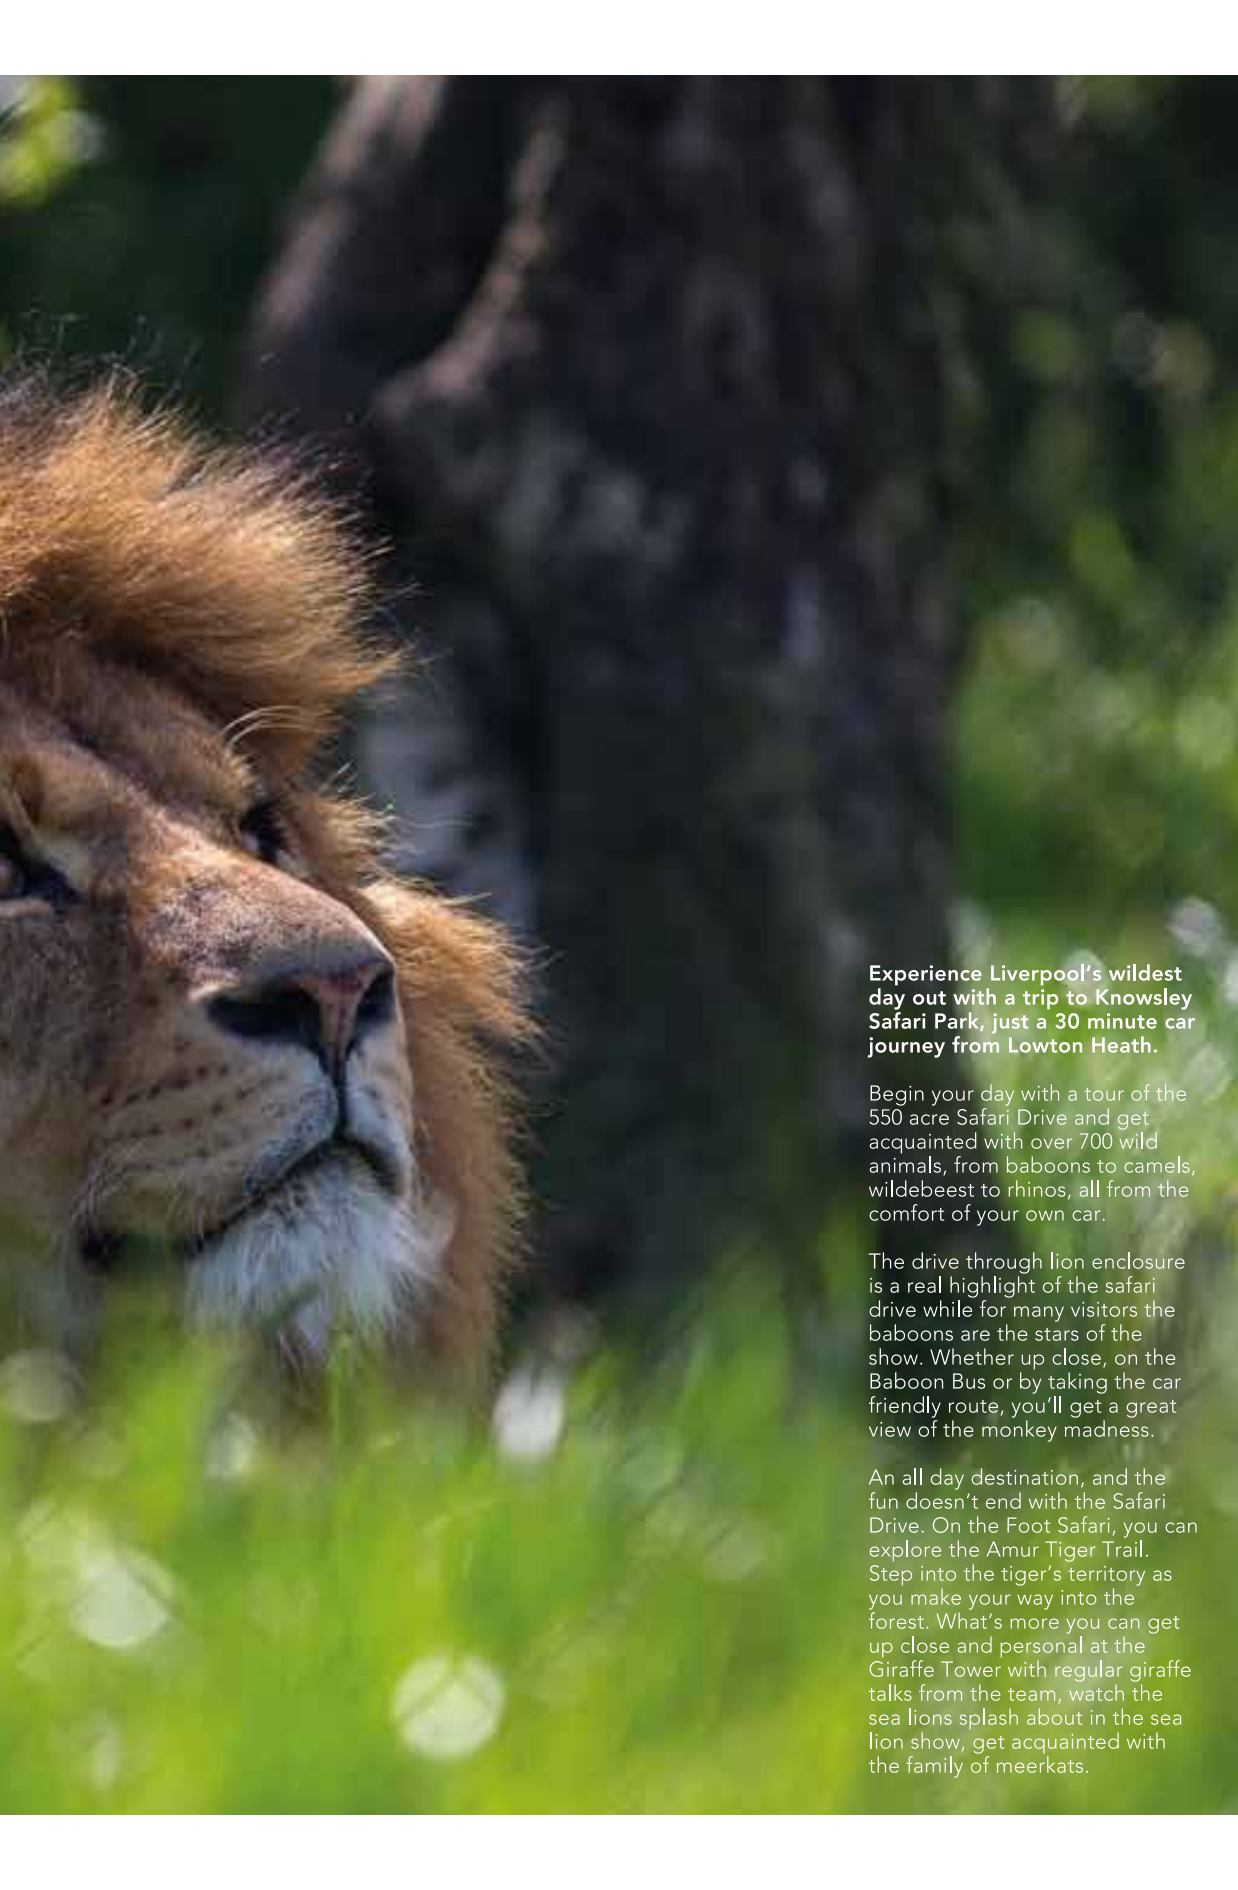 Experience Liverpool’s wildest
day out with a trip to Knowsley
Safari Park, just a 30 minute car
journey from Lowton Heath.
Begin your day with a tour of the
550 acre Safari Drive and get
acquainted with over 700 wild
animals, from baboons to camels,
wildebeest to rhinos, all from the
comfort of your own car.
The drive through lion enclosure
is a real highlight of the safari
drive while for many visitors the
baboons are the stars of the
show. Whether up close, on the
Baboon Bus or by taking the car
friendly route, you’ll get a great
view of the monkey madness.
An all day destination, and the
fun doesn’t end with the Safari
Drive. On the Foot Safari, you can
explore the Amur Tiger Trail.
Step into the tiger’s territory as
you make your way into the
forest. What’s more you can get
up close and personal at the
Giraffe Tower with regular giraffe
talks from the team, watch the
sea lions splash about in the sea
lion show, get acquainted with
the family of meerkats.